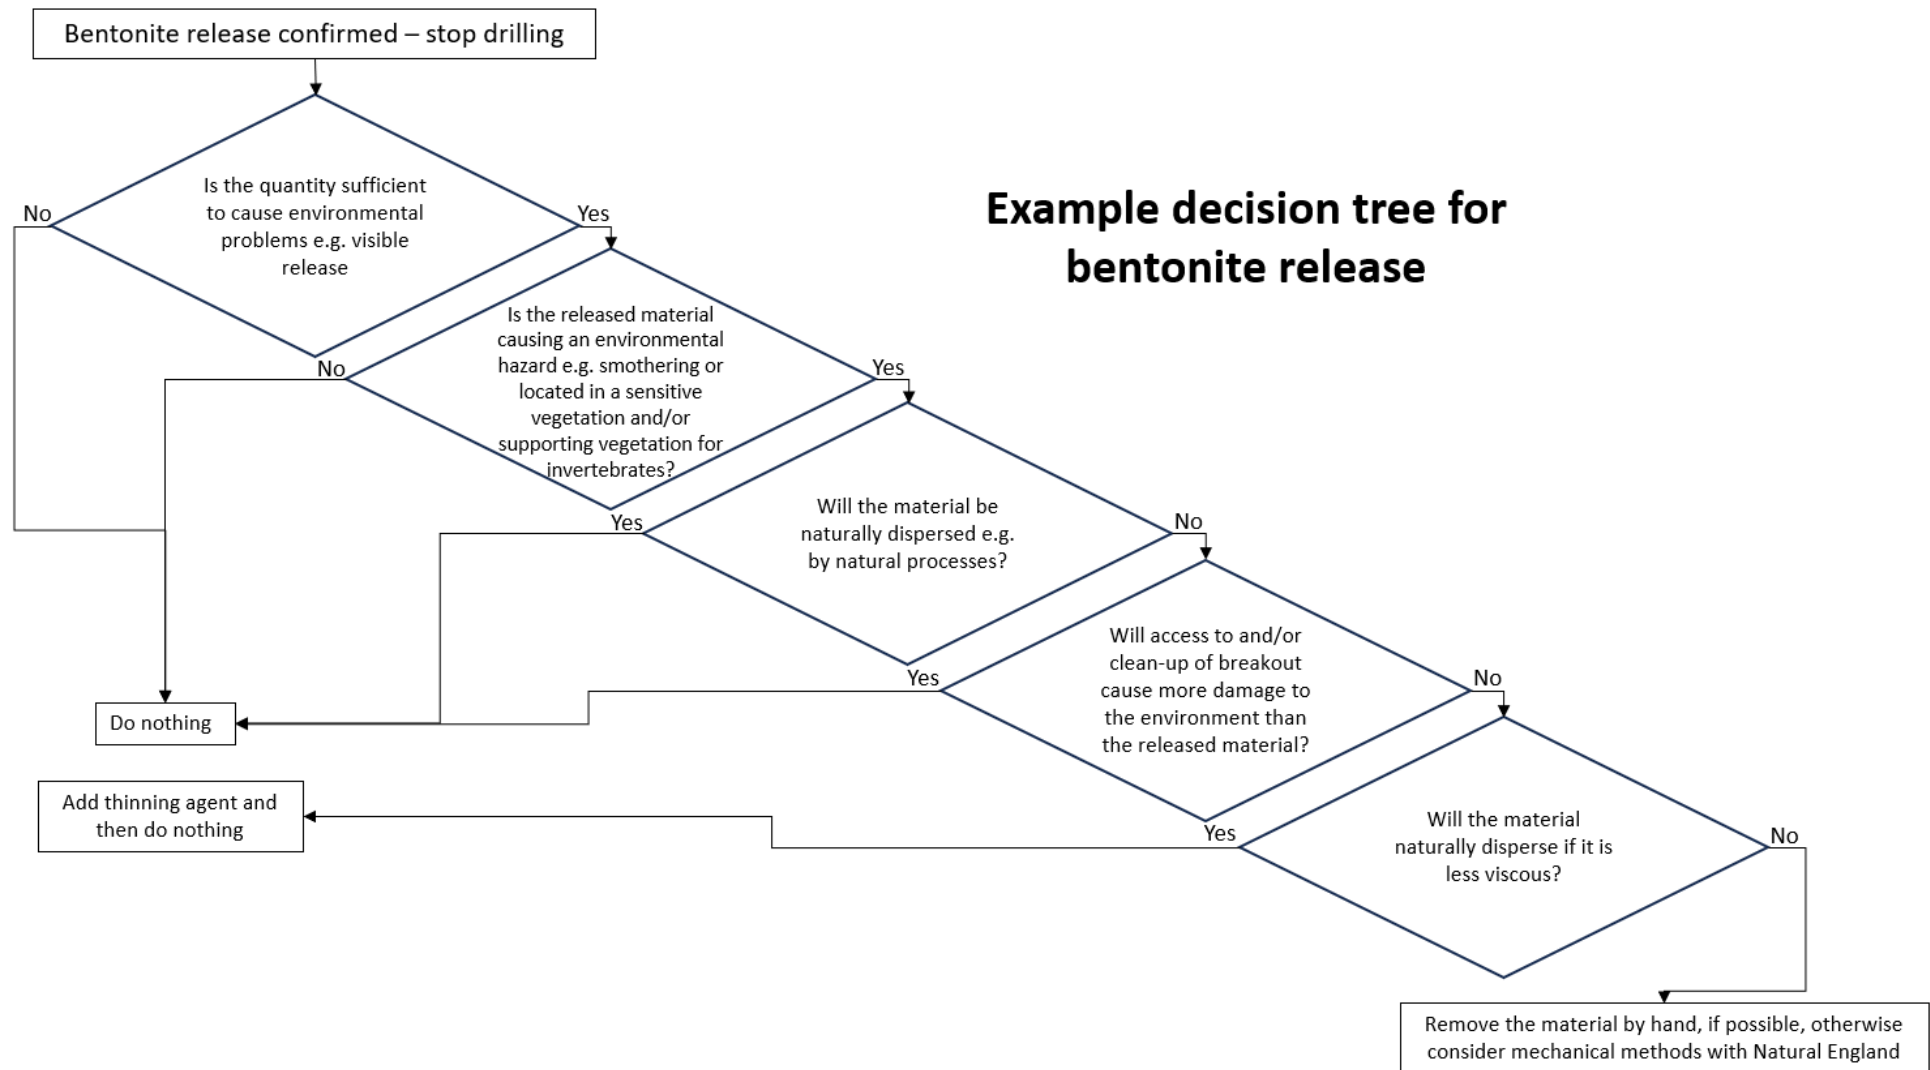 Bentonite release confirmed – stop drilling
Is the quantity sufficient
to cause environmental
problems e.g. visible
release
No
Yes
Example decision tree for
bentonite release
Is the released material
causing an environmental
hazard e.g. smothering or
located in a sensitive
vegetation and/or
supporting vegetation for
invertebrates?
No
Yes
Will the material be
naturally dispersed e.g.
by natural processes?
Yes
No
Will access to and/or
clean-up of breakout
cause more damage to
the environment than
the released material?
Yes
No
Do nothing
Add thinning agent and
then do nothing
Will the material
naturally disperse if it is
less viscous?
Yes
No
Remove the material by hand, if possible, otherwise
consider mechanical methods with Natural England